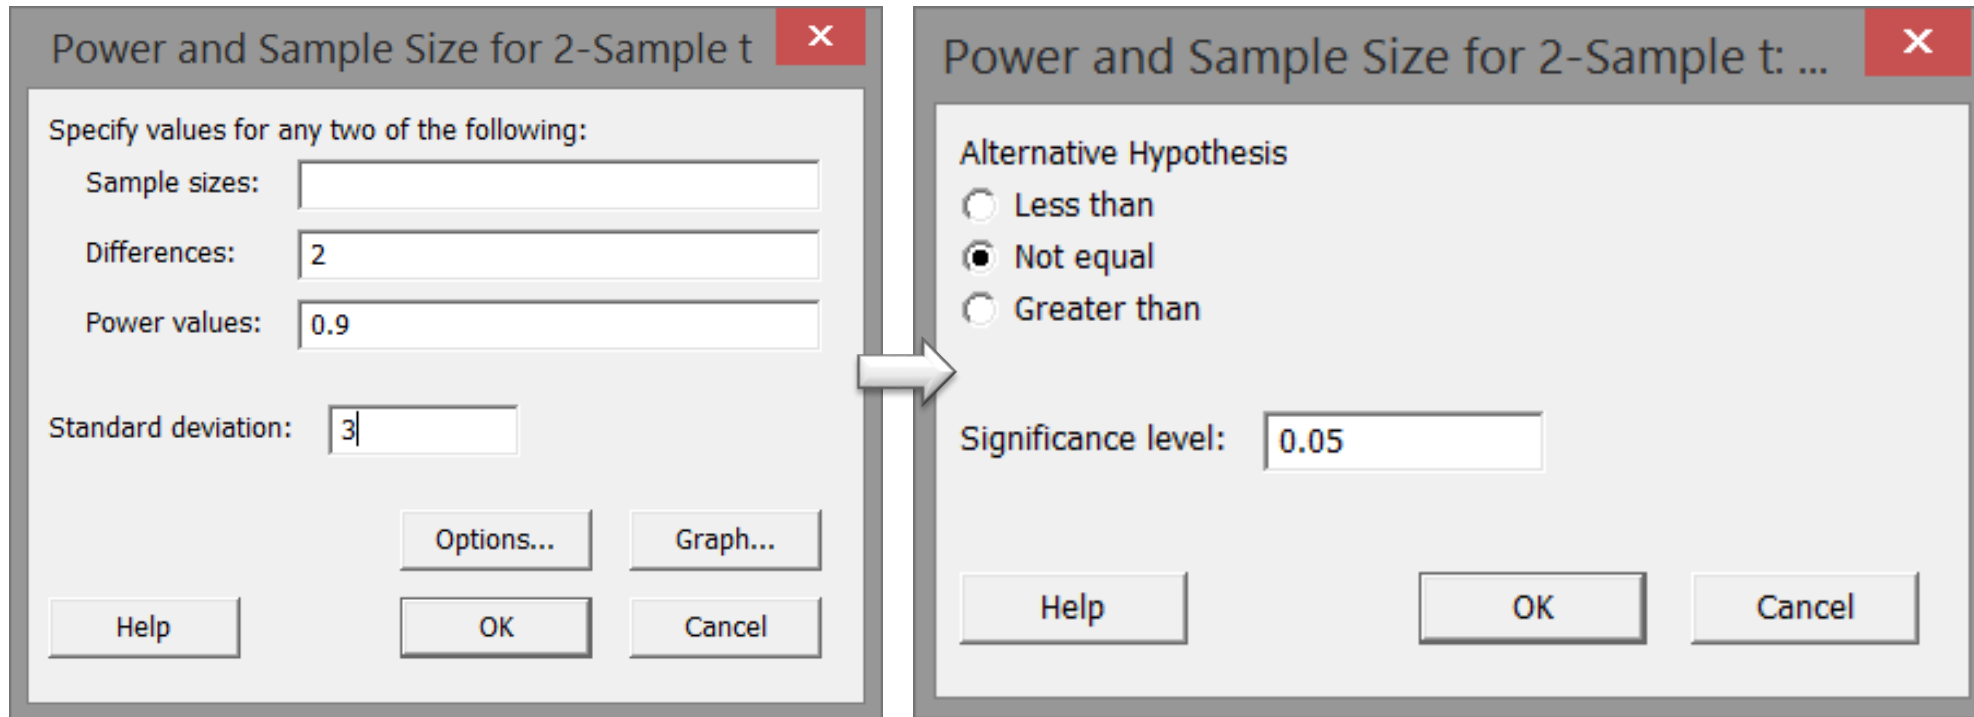 Power and Sample Size for 2-Sample t
Specify values for any two of the following:
Sample sizes:
Differences: 2
Power values: 0.9
Standard deviation: 3
Options... Graph...
Help OK Cancel
Power and Sample Size for 2-Sample t: ...
Alternative Hypothesis
Less than
Not equal
Greater than
Significance level: 0.05
Help OK Cancel